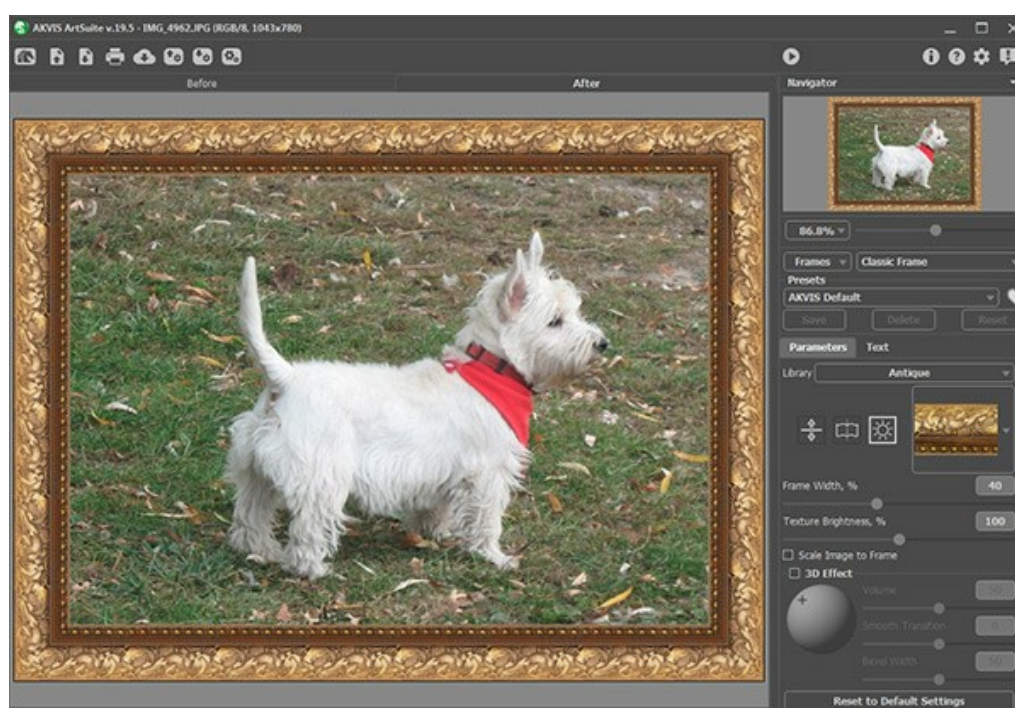 AKVIS ArtSuite v.19.5 - IMG_4962.JPG (RGB/8, 1043x780)
Before
After
Navigator
86.8%
Frames
Classic Frame
Presets
AKVIS Default
Save
Delete
Reset
Parameters
Text
Library
Antique
Frame Width, %
40
Texture Brightness, %
100
Scale Image to Frame
3D Effect
Volume
50
Smooth Transition
Bevel Width
50
Reset to Default Settings